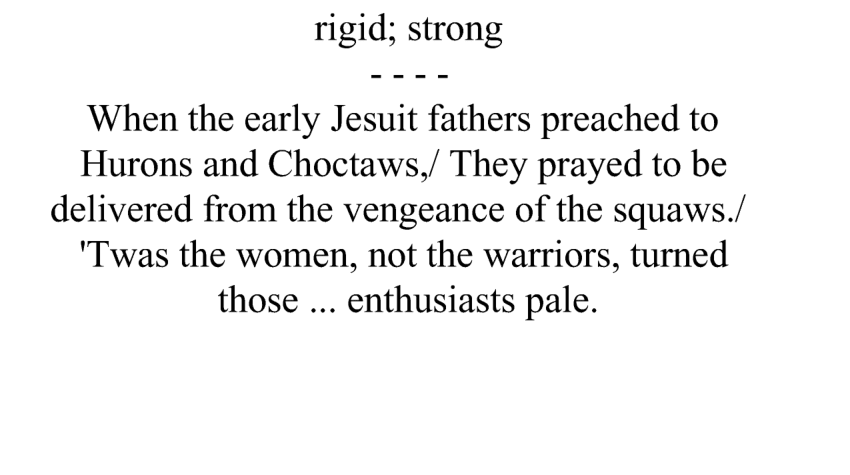 rigid; strong
- - - -
When the early Jesuit fathers preached to
Hurons and Choctaws,/ They prayed to be
delivered from the vengeance of the squaws./
'Twas the women, not the warriors, turned
those ... enthusiasts pale.